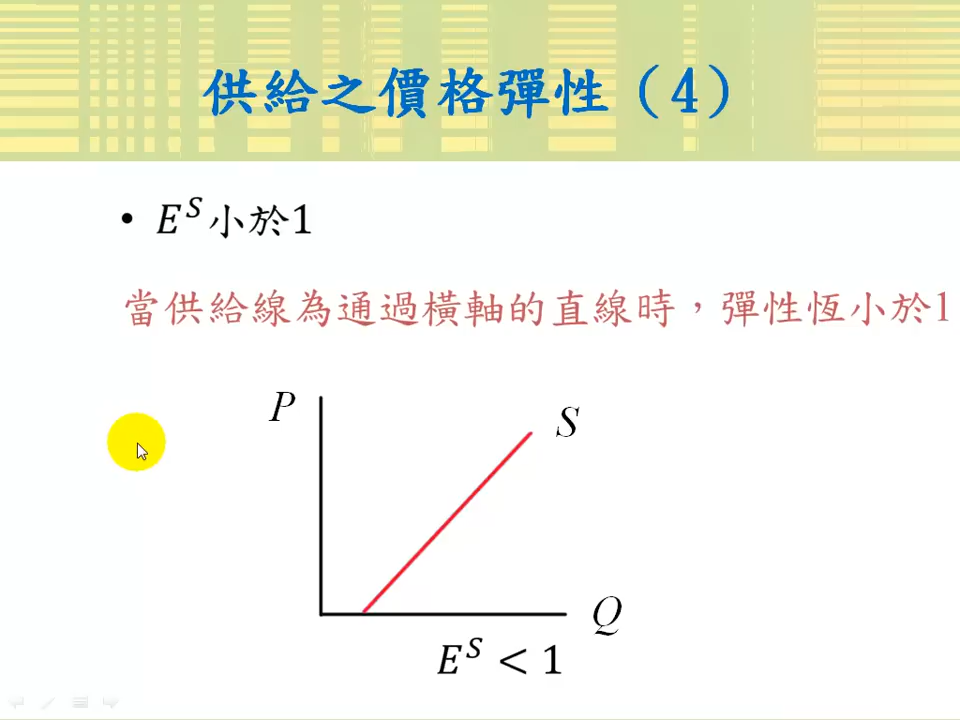 供給之價格彈性（4）
• E^S小於1
當供給線為通過橫軸的直線時，彈性恆小於1
P
S
Q
E^S < 1